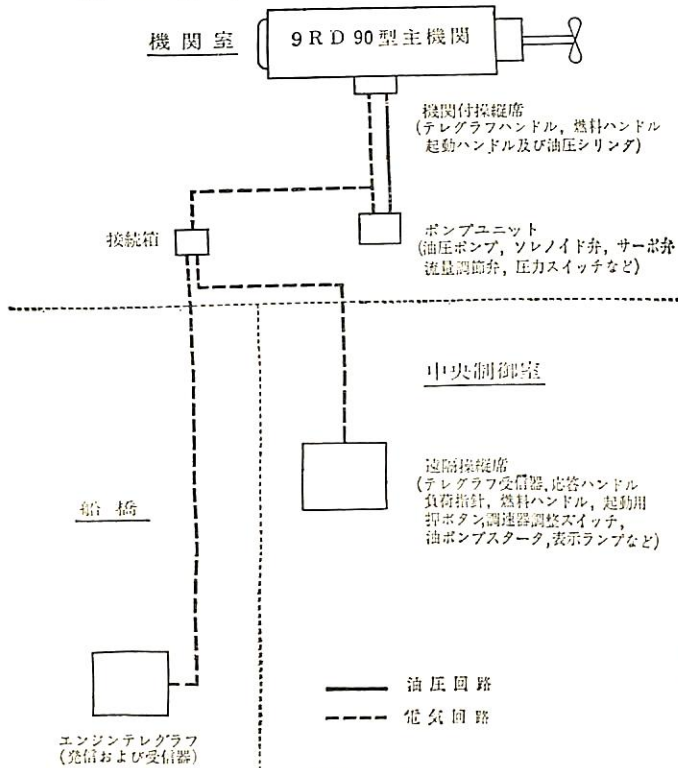 機関室
9RD90型主機関
機関付操縦席
(テレグラフハンドル, 燃料ハンドル
起動ハンドル及び油圧シリンダ)
接続箱
ポンプユニット
(油圧ポンプ, ソレノイド弁, サーボ弁
流量調節弁, 圧力スイッチなど)
中央制御室
遠隔操縦席
(テレグラフ受信器, 応答ハンドル
負荷指針, 燃料ハンドル, 起動用
押ボタン, 調速器調整スイッチ,
油ポンプスタータ, 表示ランプなど)
船橋
エンジンテレグラフ
(発信および受信器)
油圧回路
電気回路